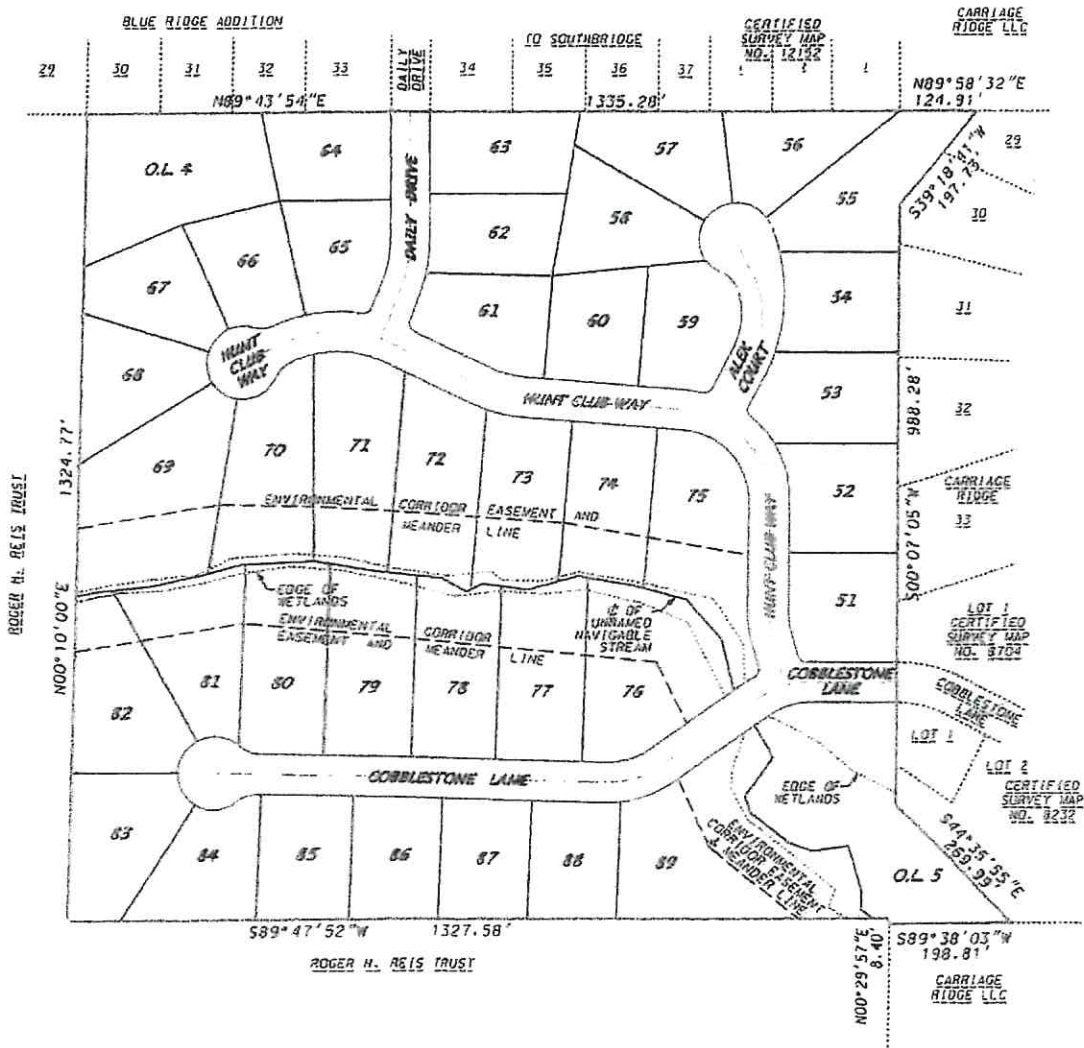 BLUE RIDGE ADDITION
TO SOUTHBRIDGE
CERTIFIED
SURVEY MAP
NO. 12152
CARRIAGE
RIDGE LLC
29
30
31
32
33
DAILY
DRIVE
34
35
36
37
1
N89°43'54"E
1335.28'
N89°58'32"E
124.91'
S39°18'41"W
197.73'
29
30
31
32
CARRIAGE
RIDGE
33
O.L. 4
64
63
57
56
55
DAILY DRIVE
58
62
65
66
67
61
60
59
54
68
HUNT
CLUB
WAY
ALEX
COURT
HUNT CLUB WAY
53
988.28'
S00°07'05"W
1324.77'
N00°10'00"E
ROGER H. REIS TRUST
69
70
71
72
73
74
75
52
ENVIRONMENTAL CORRIDOR EASEMENT AND
MEANDER LINE
HUNT CLUB WAY
51
EDGE OF
WETLANDS
ENVIRONMENTAL CORRIDOR
EASEMENT AND MEANDER LINE
℄ OF
UNNAMED
NAVIGABLE
STREAM
LOT 1
CERTIFIED
SURVEY MAP
NO. 8704
COBBLESTONE
LANE
COBBLESTONE
LANE
82
81
80
79
78
77
76
LOT 1
LOT 2
CERTIFIED
SURVEY MAP
NO. 8232
COBBLESTONE LANE
EDGE OF
WETLANDS
83
84
85
86
87
88
89
ENVIRONMENTAL
CORRIDOR EASEMENT
& MEANDER LINE
O.L. 5
S44°35'55"E
269.99'
S89°47'52"W
1327.58'
N00°29'57"E
8.40'
S89°38'03"W
198.81'
ROGER H. REIS TRUST
CARRIAGE
RIDGE LLC